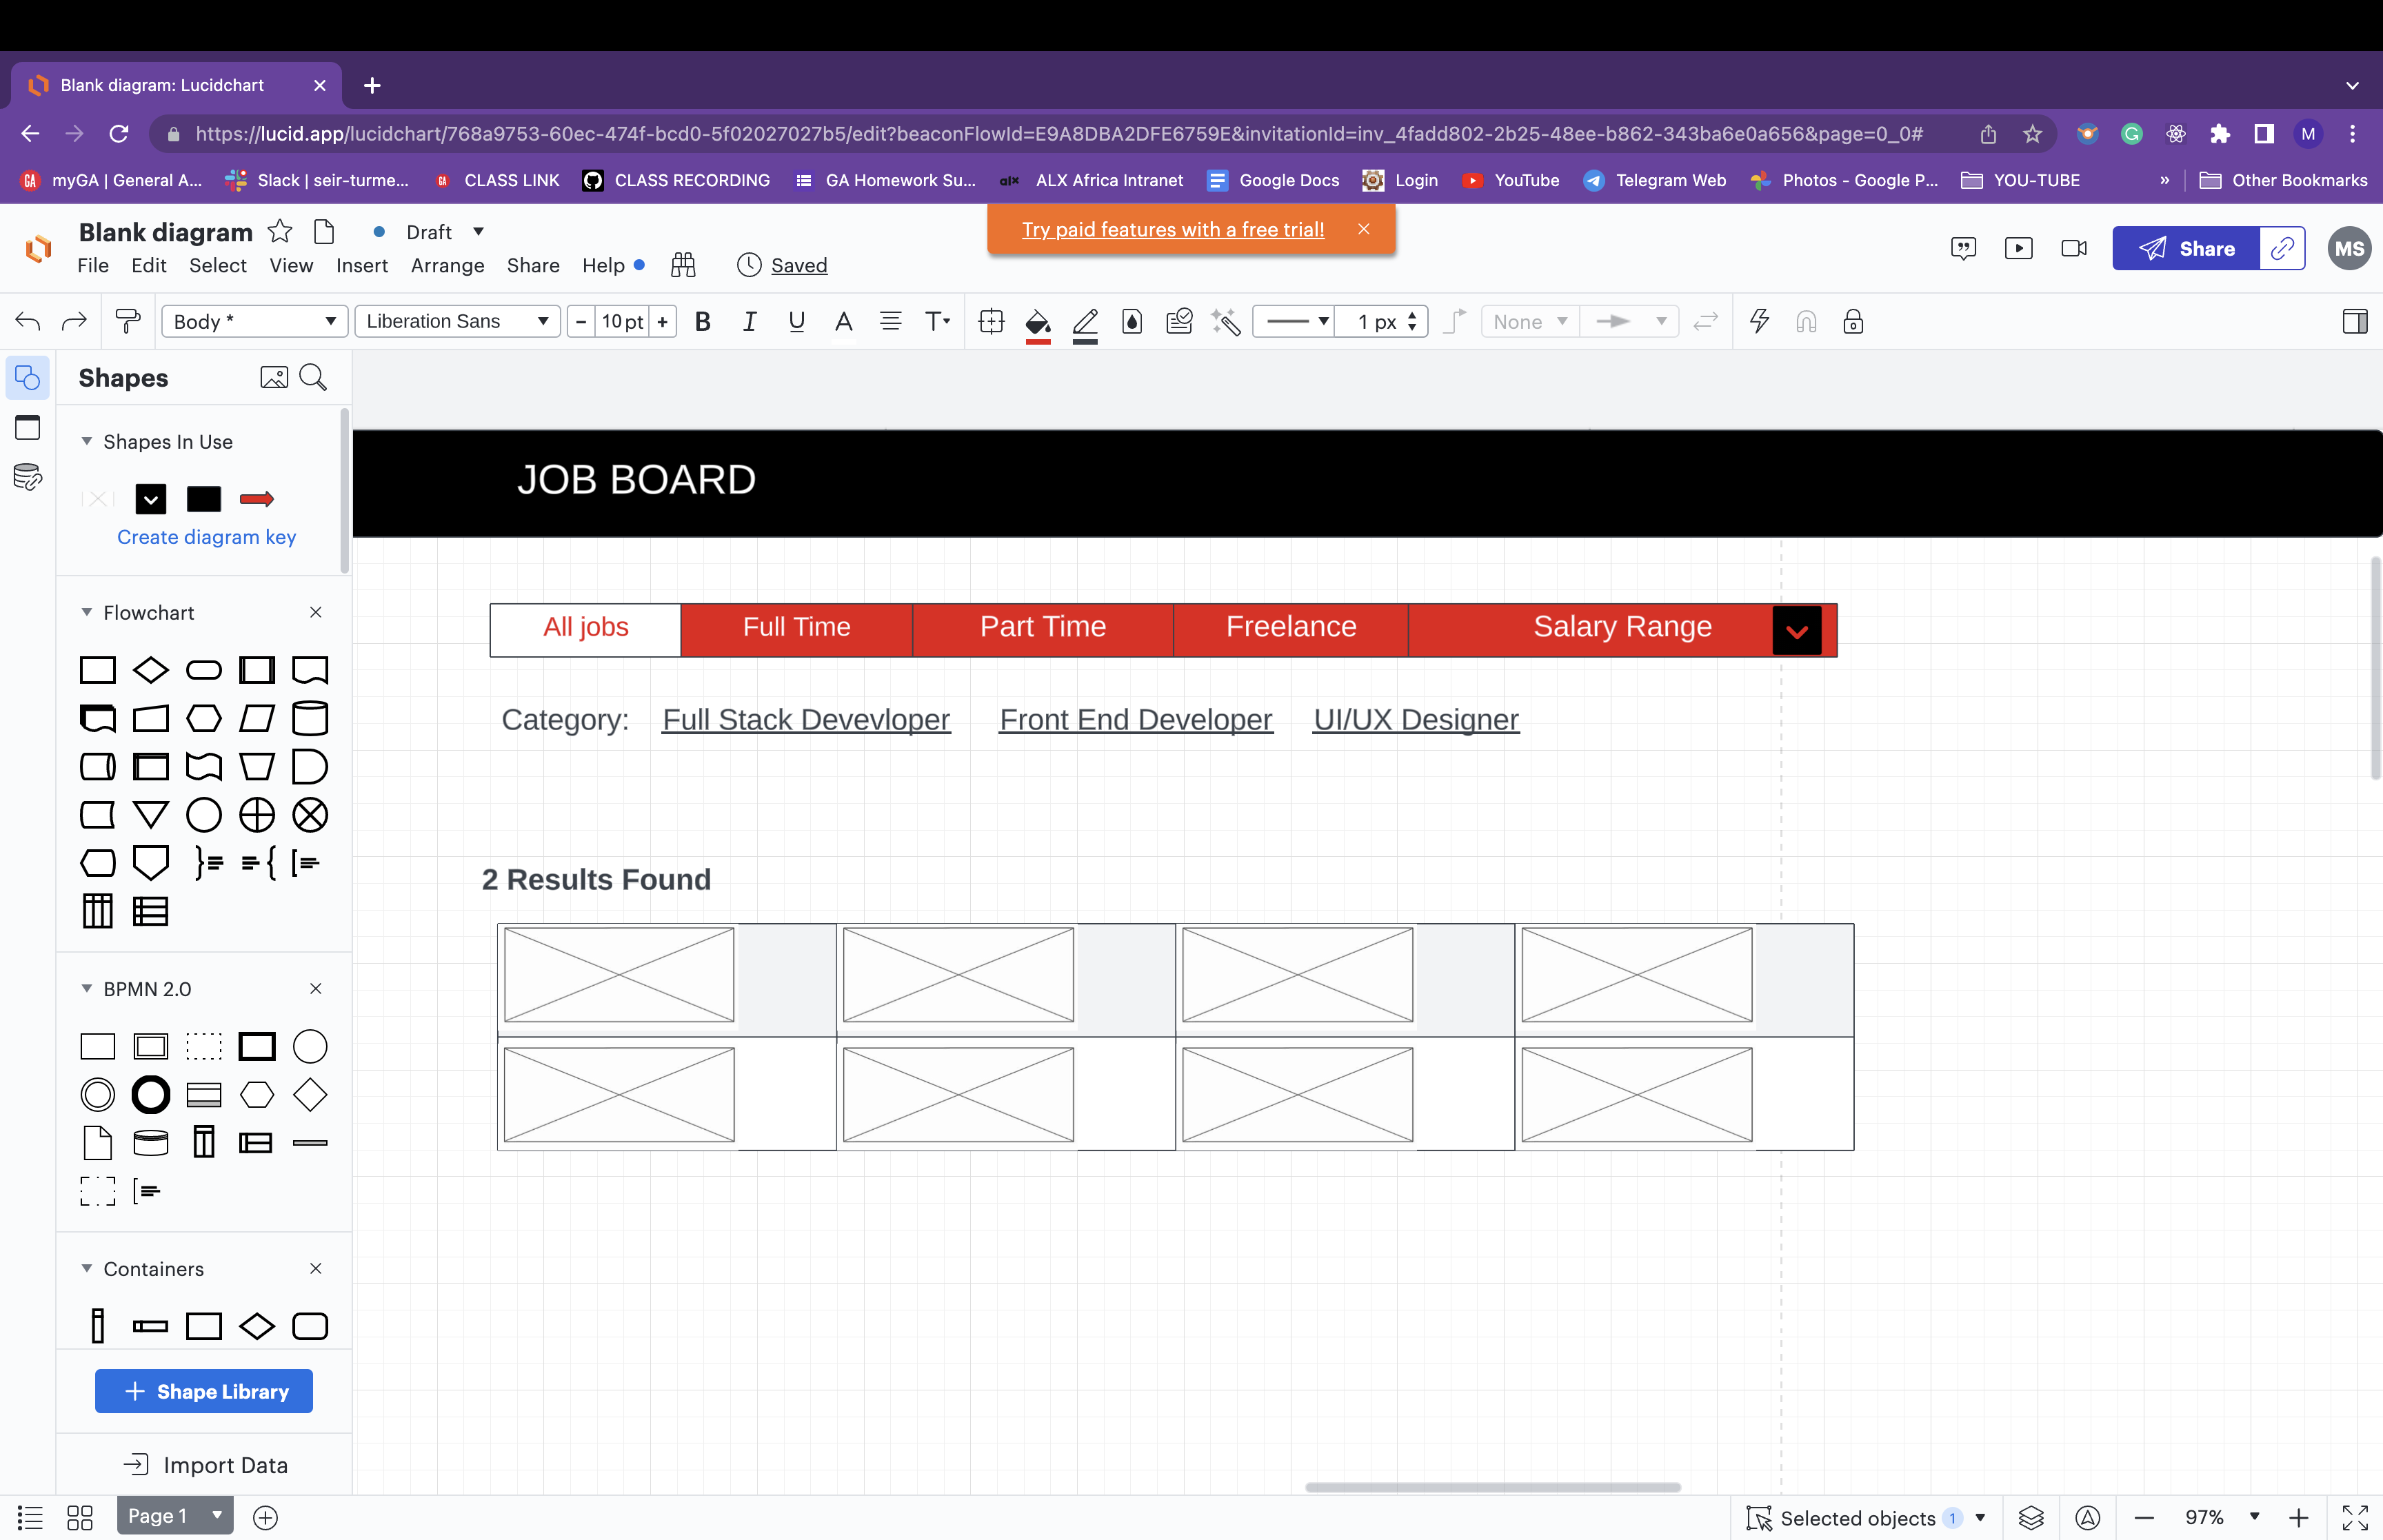 Blank diagram: Lucidchart
https://lucid.app/lucidchart/768a9753-60ec-474f-bcd0-5f02027027b5/edit?beaconFlowId=E9A8DBA2DFE6759E&invitationId=inv_4fadd802-2b25-48ee-b862-343ba6e0a656&page=0_0#
M
myGA | General A... Slack | seir-turme... CLASS LINK CLASS RECORDING GA Homework Su... alx ALX Africa Intranet Google Docs Login YouTube Telegram Web Photos - Google P... YOU-TUBE » Other Bookmarks
Blank diagram Draft
Try paid features with a free trial!
File Edit Select View Insert Arrange Share Help Saved
Share MS
Body * Liberation Sans - 10 pt + B I U A T 1 px None
Shapes
Shapes In Use
Create diagram key
Flowchart
BPMN 2.0
Containers
+ Shape Library
Import Data
JOB BOARD
All jobs Full Time Part Time Freelance Salary Range
Category: Full Stack Devevloper Front End Developer UI/UX Designer
2 Results Found
Page 1 Selected objects 1 97%